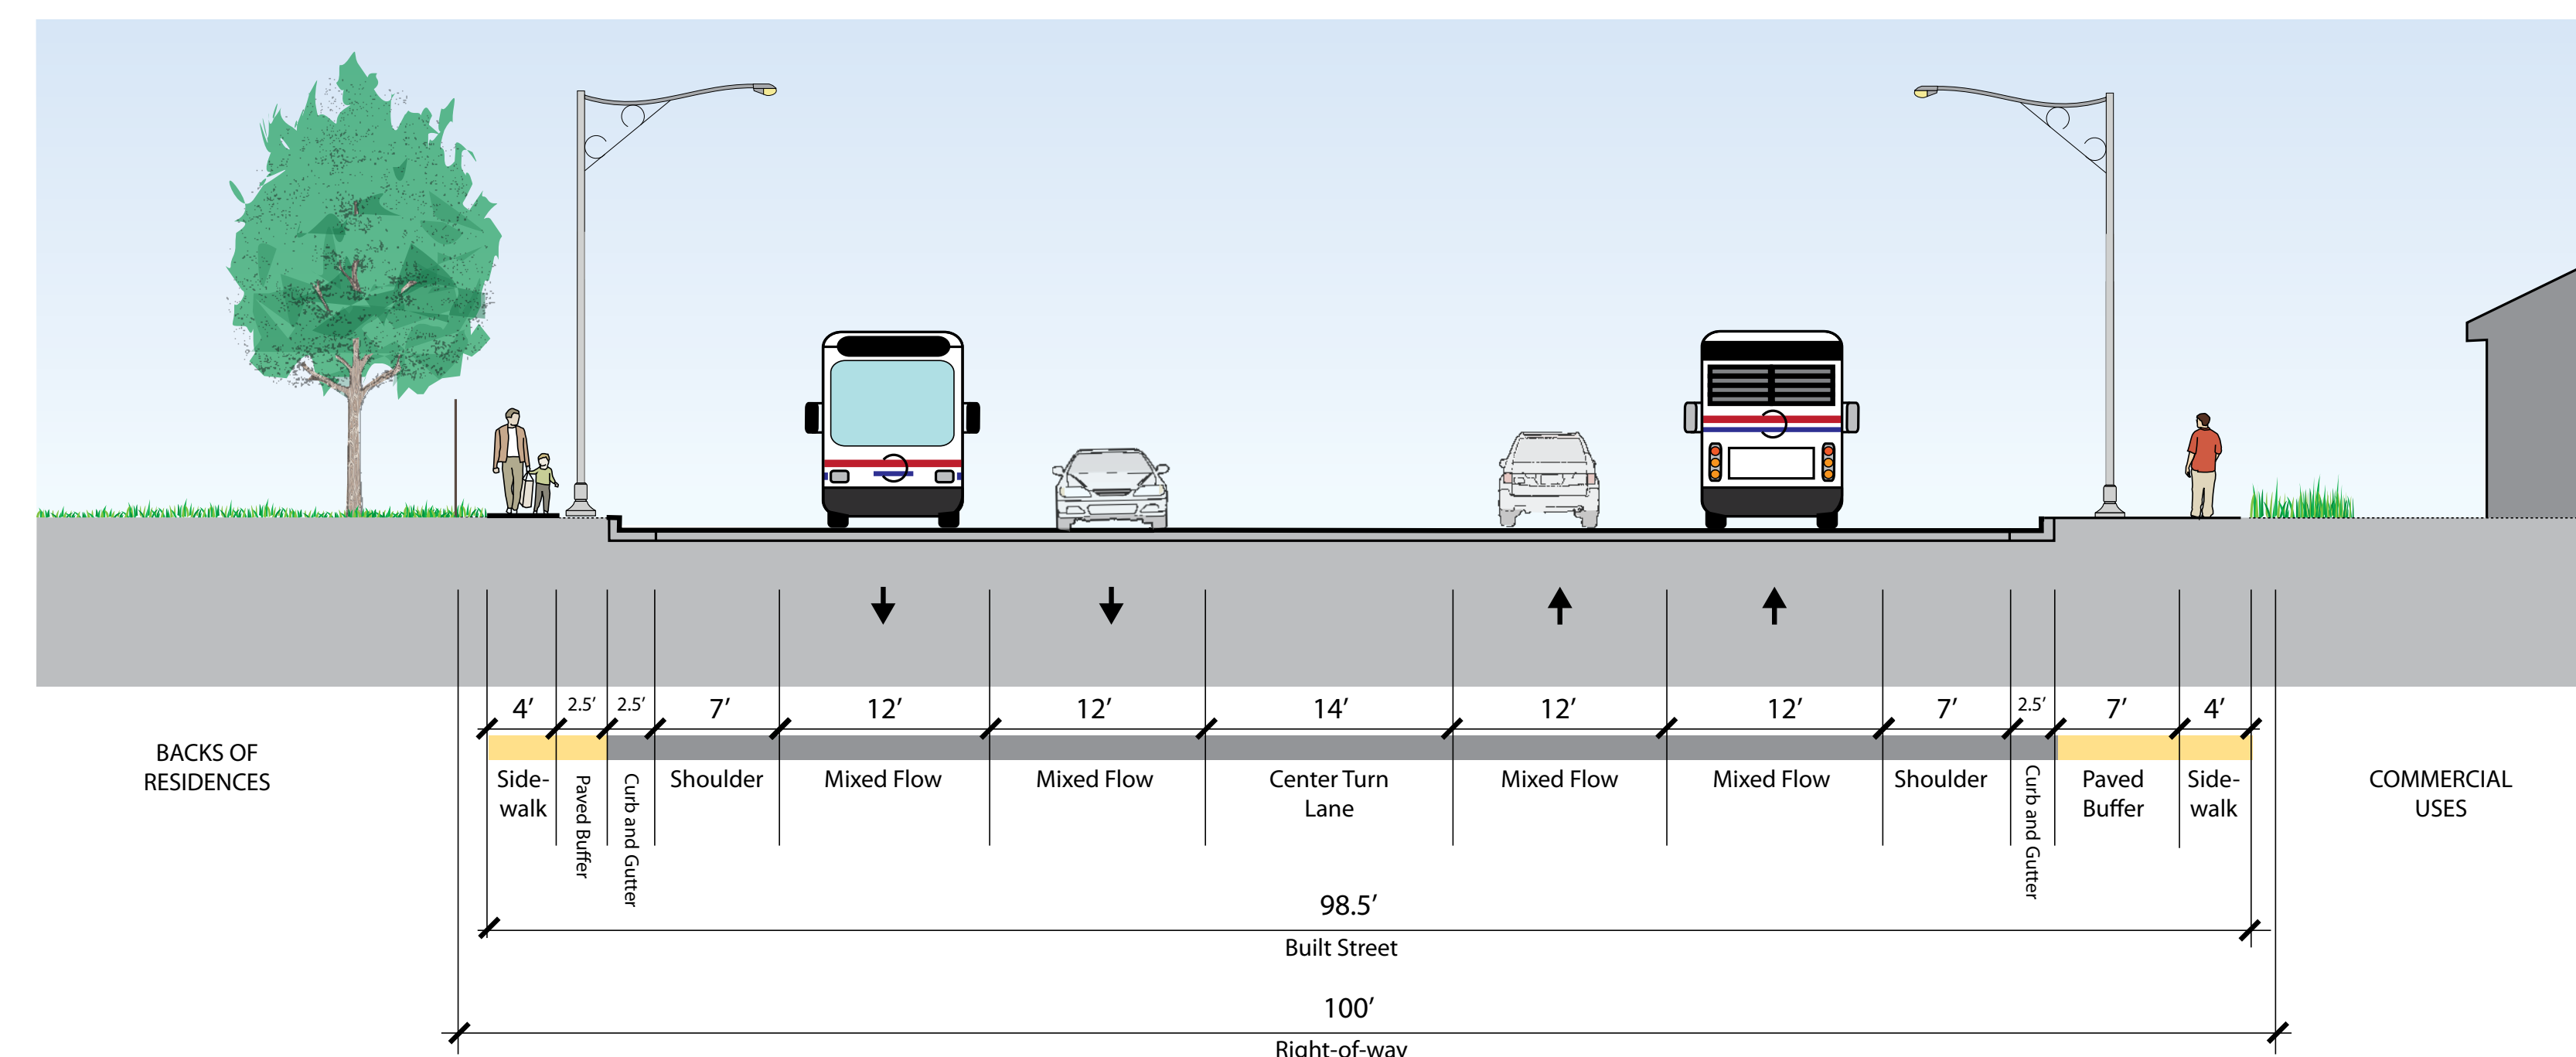 4’ 2.5’ 2.5’ 7’ 12’ 12’ 14’ 12’ 12’ 7’ 2.5’ 7’ 4’
BACKS OF
RESIDENCES
Side-
walk
Paved Buffer
Curb and Gutter
Shoulder
Mixed Flow
Mixed Flow
Center Turn
Lane
Mixed Flow
Mixed Flow
Shoulder
Curb and Gutter
Paved
Buffer
Side-
walk
COMMERCIAL
USES
98.5’
Built Street
100’
Right-of-way